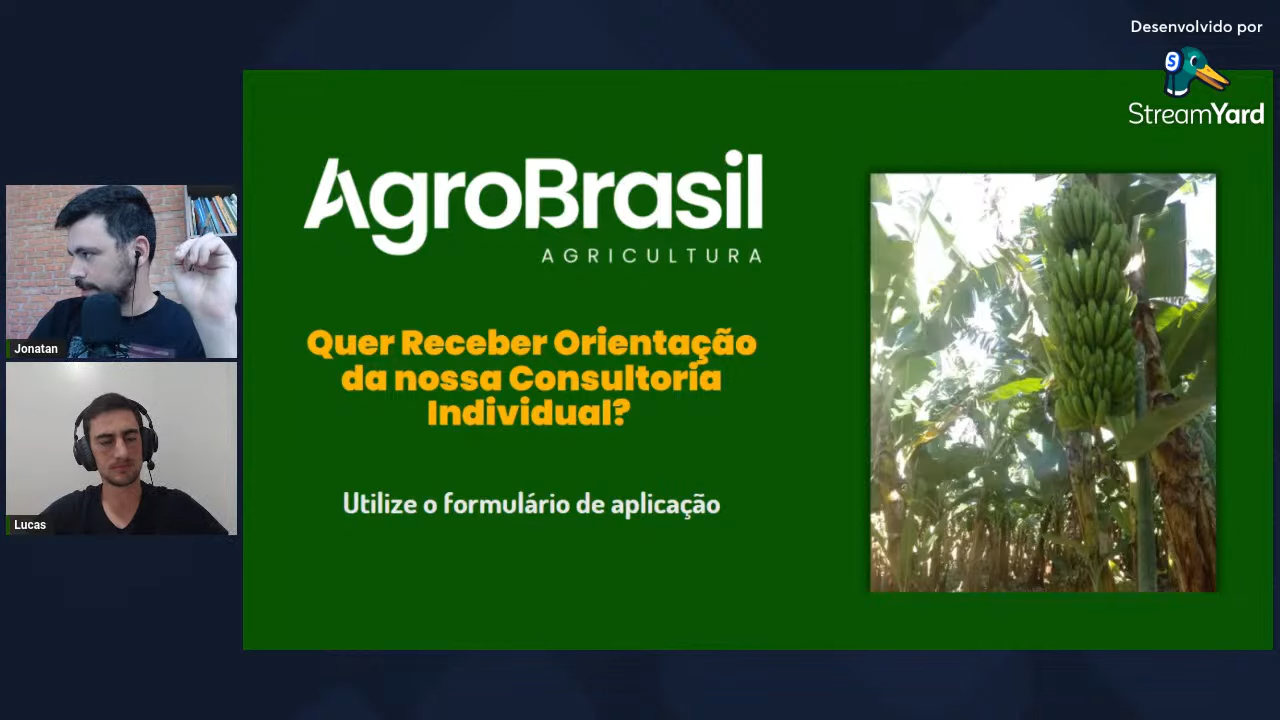 Desenvolvido por
StreamYard
AgroBrasil
AGRICULTURA
Quer Receber Orientação
da nossa Consultoria
Individual?
Utilize o formulário de aplicação
Jonatan
Lucas